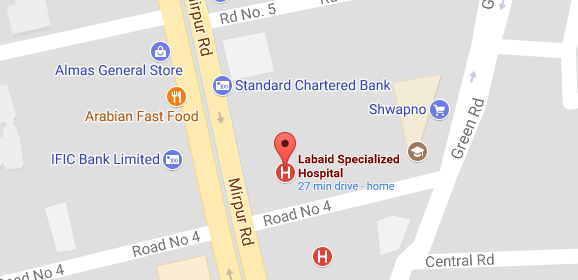 Rd No. 5
Mirpur Rd
Gr
Almas General Store
Standard Chartered Bank
Arabian Fast Food
Shwapno
Green Rd
IFIC Bank Limited
H
Labaid Specialized
Hospital
27 min drive - home
Mirpur Rd
Road No 4
Road No 4
H
Central Rd